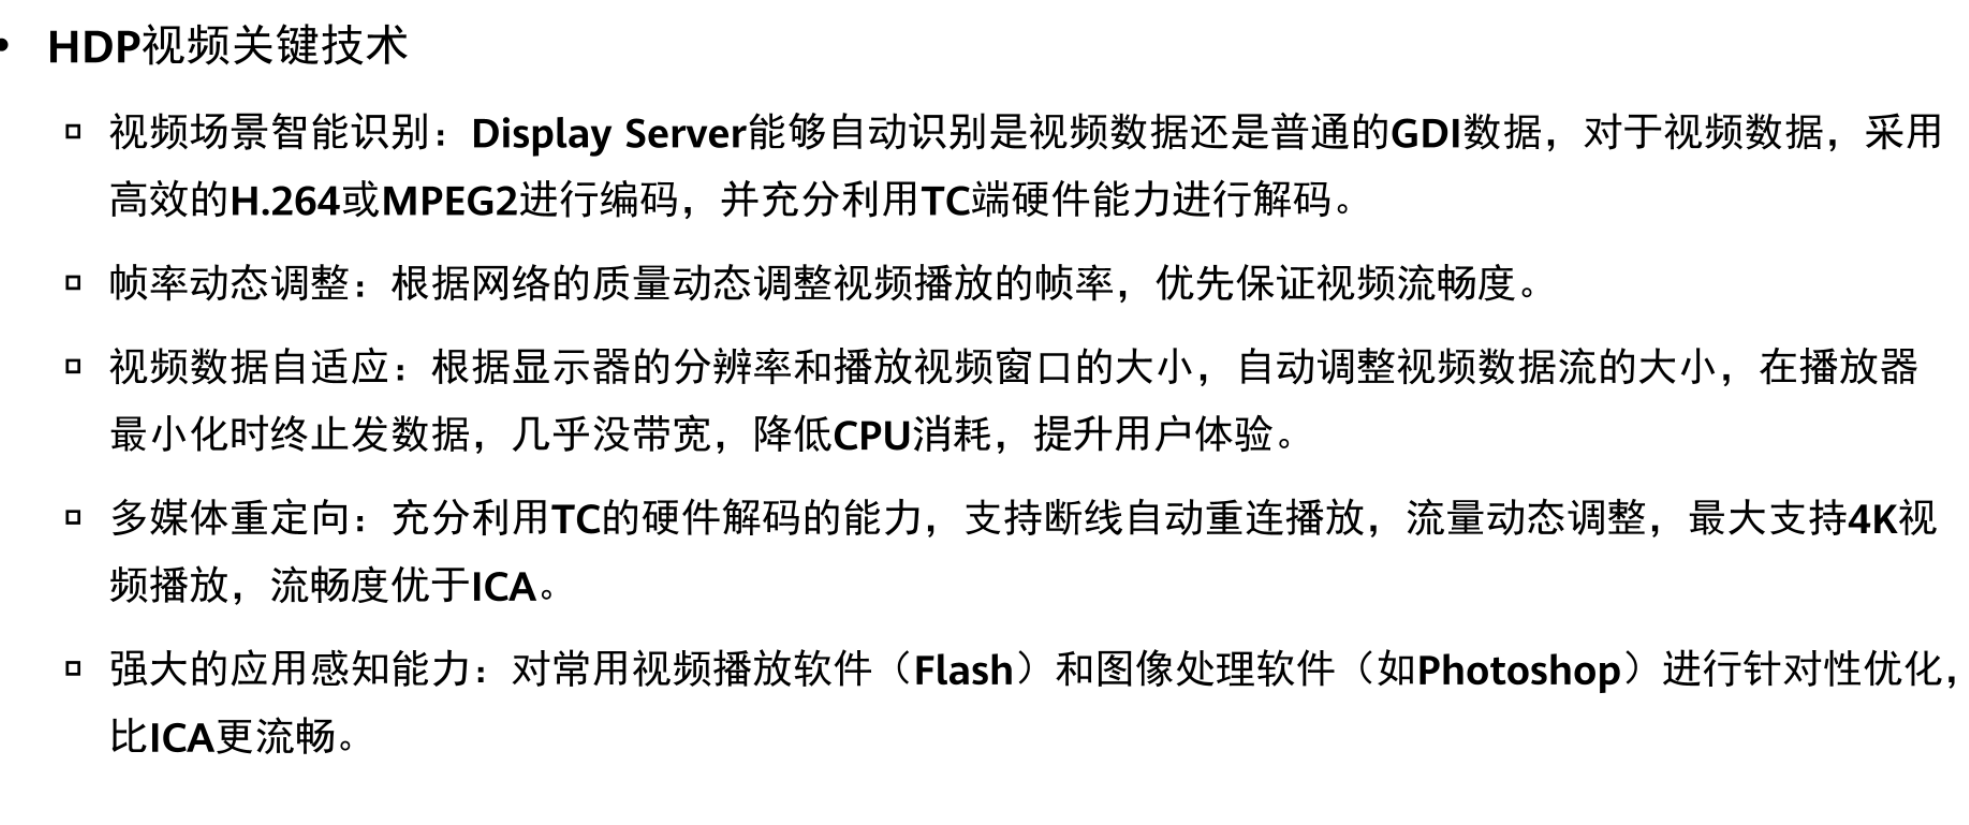 • HDP视频关键技术
▫ 视频场景智能识别：Display Server能够自动识别是视频数据还是普通的GDI数据，对于视频数据，采用
高效的H.264或MPEG2进行编码，并充分利用TC端硬件能力进行解码。
▫ 帧率动态调整：根据网络的质量动态调整视频播放的帧率，优先保证视频流畅度。
▫ 视频数据自适应：根据显示器的分辨率和播放视频窗口的大小，自动调整视频数据流的大小，在播放器
最小化时终止发数据，几乎没带宽，降低CPU消耗，提升用户体验。
▫ 多媒体重定向：充分利用TC的硬件解码的能力，支持断线自动重连播放，流量动态调整，最大支持4K视
频播放，流畅度优于ICA。
▫ 强大的应用感知能力：对常用视频播放软件（Flash）和图像处理软件（如Photoshop）进行针对性优化，
比ICA更流畅。